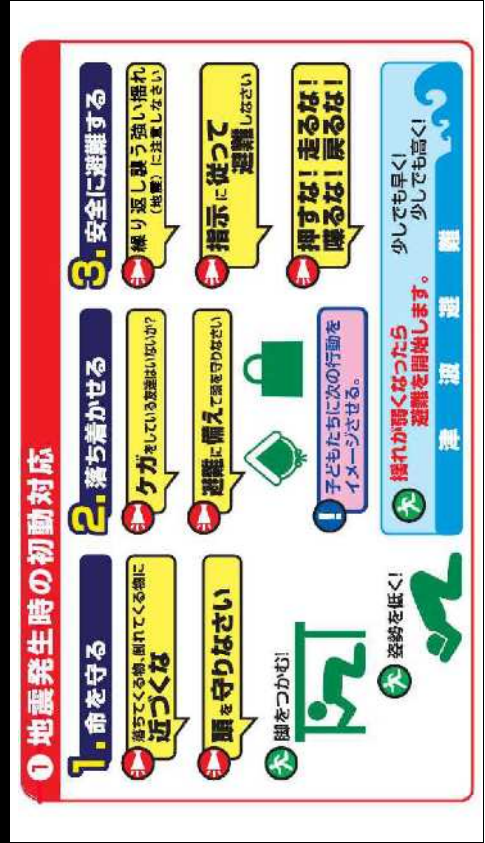 ❶ 地震発生時の初動対応
1. 命を守る
落ちてくる物、倒れてくる物に
近づくな
頭を守りなさい
脚をつかむ!
姿勢を低く!
2. 落ち着かせる
ケガをしている友達はいないか?
避難に備えて頭を守りなさい
子どもたちに次の行動を
イメージさせる。
3. 安全に避難する
繰り返し襲う強い揺れ
(地震)に注意しなさい
指示に従って
避難しなさい
押すな! 走るな!
喋るな! 戻るな!
揺れが弱くなったら
避難を開始します。
少しでも早く!
少しでも高く!
津波避難